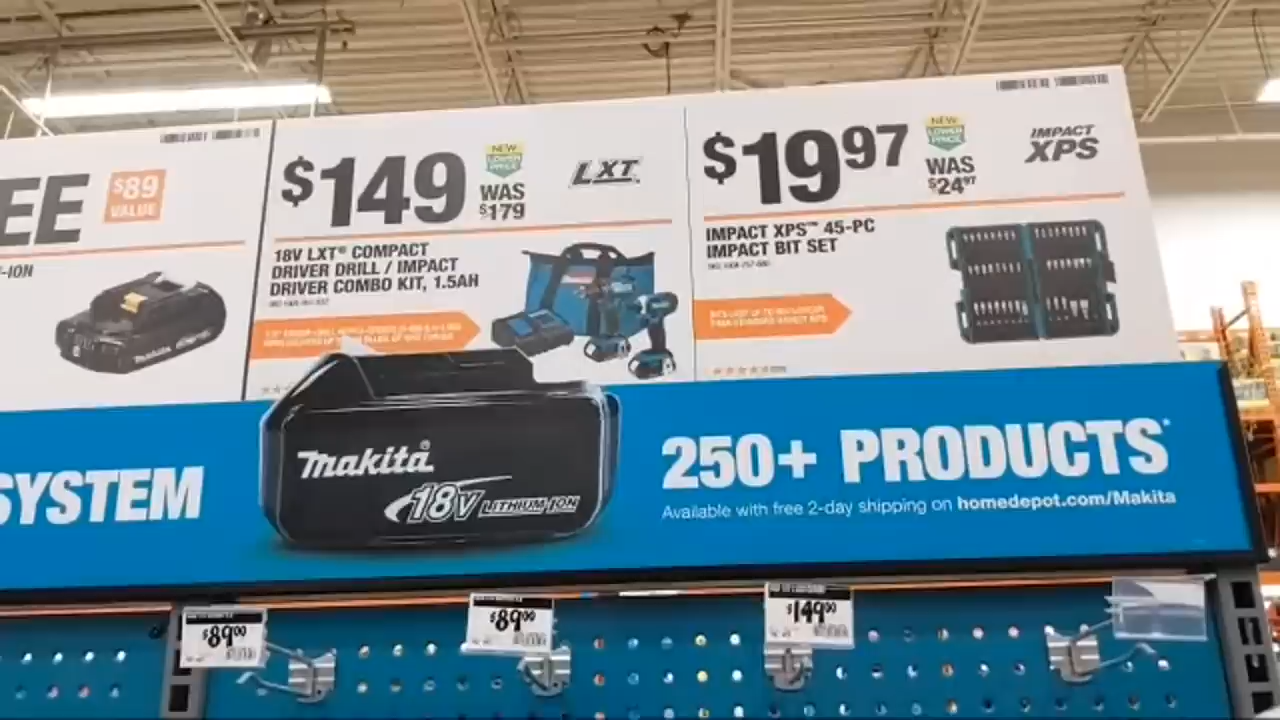 EE
$89
VALUE
-ION
makita
$149
NEW
LOWER
PRICE
WAS
$179
LXT
18V LXT® COMPACT
DRIVER DRILL / IMPACT
DRIVER COMBO KIT, 1.5AH
$19.97
NEW
LOWER
PRICE
WAS
$24.97
IMPACT
XPS
IMPACT XPS™ 45-PC
IMPACT BIT SET
SYSTEM
makita®
18V LITHIUM-ION
250+ PRODUCTS*
Available with free 2-day shipping on homedepot.com/Makita
$89.00
$89.00
$149.00